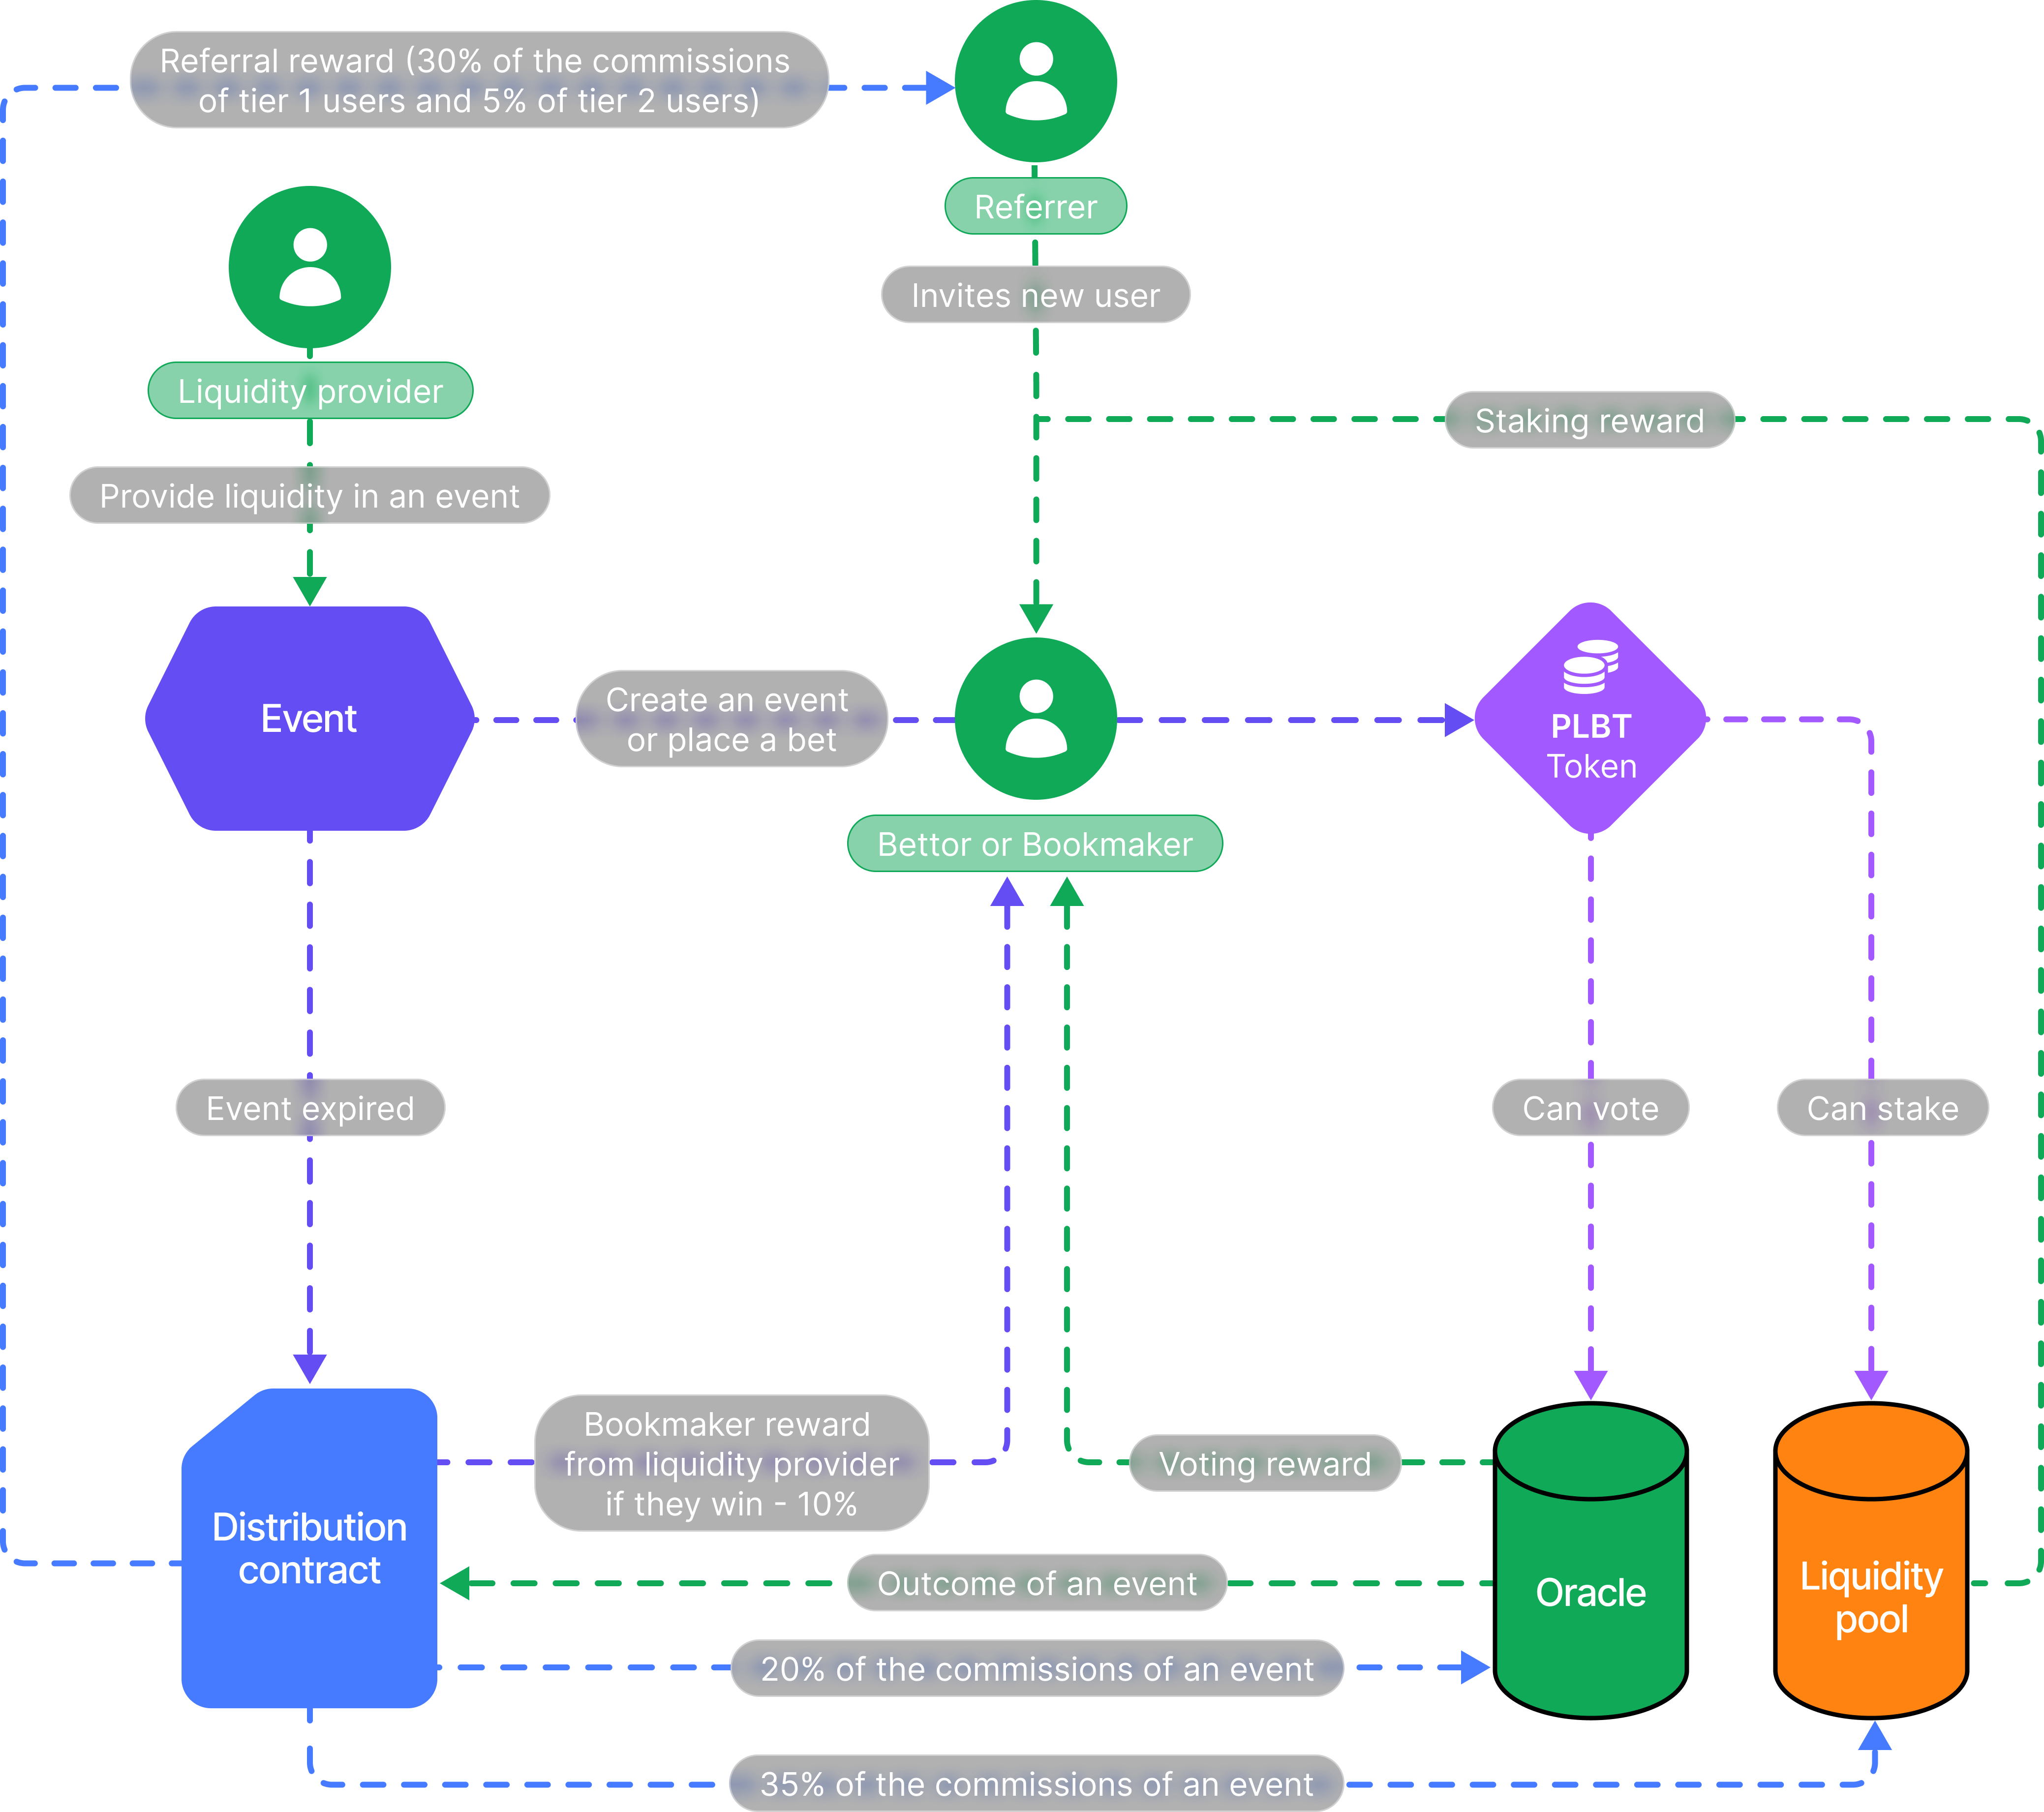 Referral reward (30% of the commissions
of tier 1 users and 5% of tier 2 users)
Referrer
Invites new user
Liquidity provider
Staking reward
Provide liquidity in an event
Event
Create an event
or place a bet
PLBT
Token
Bettor or Bookmaker
Event expired
Can vote
Can stake
Bookmaker reward
from liquidity provider
if they win - 10%
Voting reward
Distribution
contract
Outcome of an event
Oracle
Liquidity
pool
20% of the commissions of an event
35% of the commissions of an event